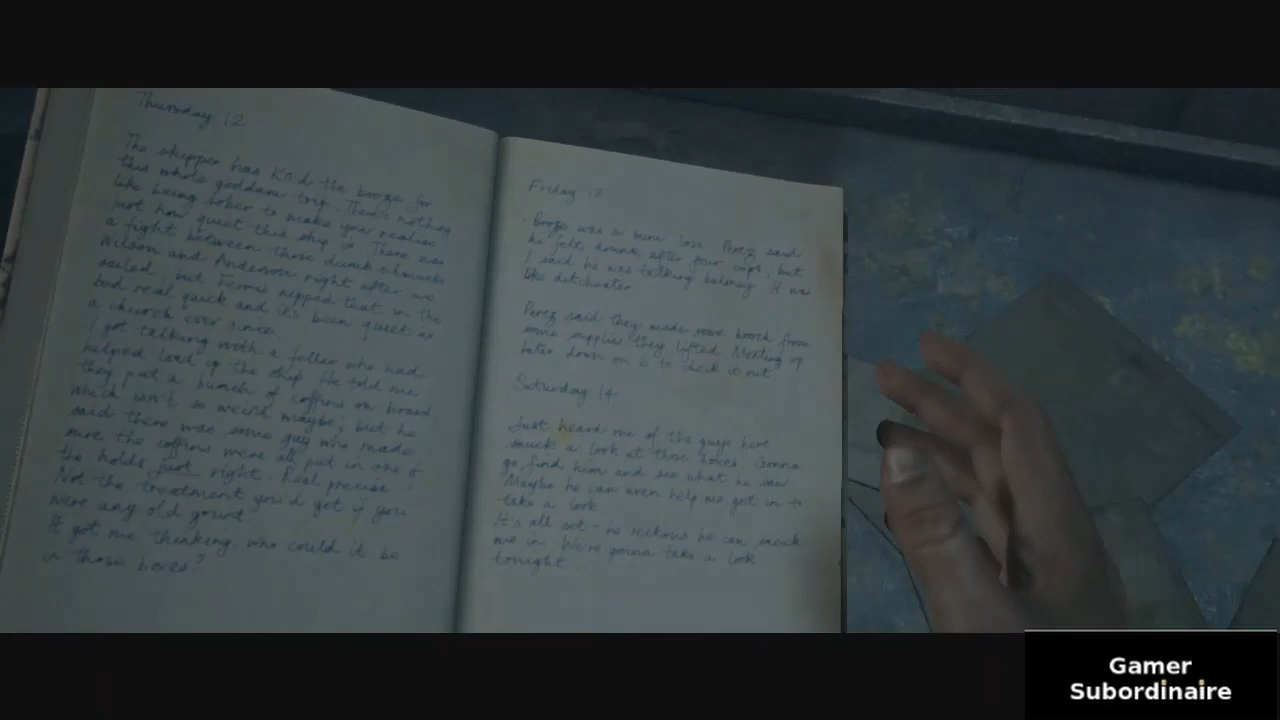 Thursday 12
The skipper has KO'd the booze for
this whole goddam trip. There's nothing
like being sober to make you realise
just how quiet this ship is. There was
a fight between those dumb shmucks
Wilson and Anderson right after we
sailed, but Ferms nipped that in the
bud real quick and it's been quiet as
a church ever since.
I got talking with a feller who had
helped load up the ship. He told me
they put a bunch of coffins on board
which isn't so weird maybe, but he
said there was some guy who made
sure the coffins were all put in one of
the holds just right. Real precise.
Not the treatment you'd get if you
were any old grunt.
It got me thinking who could it be
in those boxes?
Friday 13
Booze was a bum Perez said
he felt drunk after four cups, but
I said he was talking baloney. It was
like ditchwater
Perez said they made some hooch from
some supplies they lifted. Meeting up
later down on to check it out
Saturday 14
Just heard one of the guys here
snuck a look at those boxes. Gonna
go find him and see what he saw
Maybe he can even help me get in to
take a look
It's all set - he reckons he can sneak
me in. We're gonna take a look
tonight.
Gamer
Subordinaire